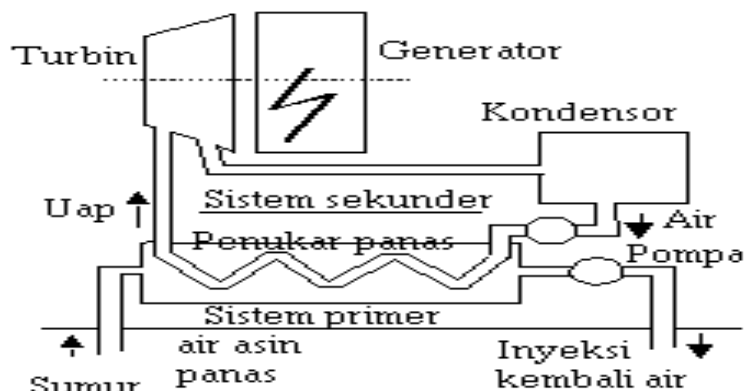 Turbin
Generator
Kondensor
Sistem sekunder
Uap
Air
Penukar panas
Pompa
Sistem primer
air asin
panas
Inyeksi
kembali air
Sumur